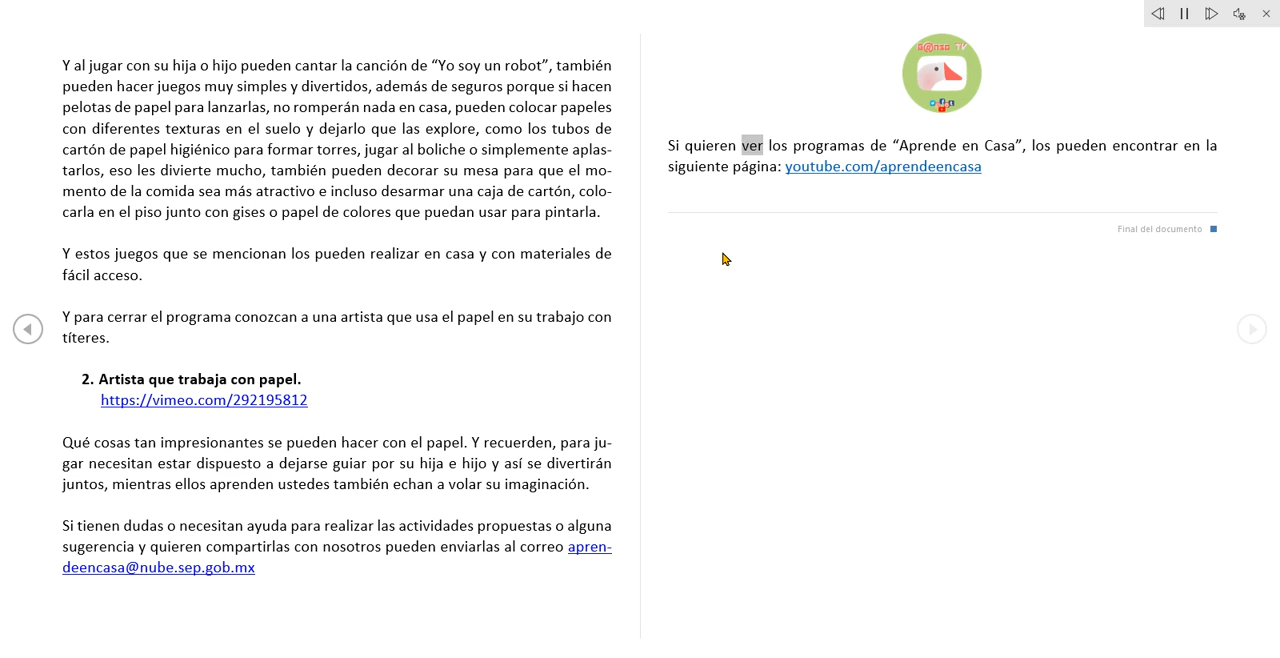 Y al jugar con su hija o hijo pueden cantar la canción de “Yo soy un robot”, también
pueden hacer juegos muy simples y divertidos, además de seguros porque si hacen
pelotas de papel para lanzarlas, no romperán nada en casa, pueden colocar papeles
con diferentes texturas en el suelo y dejarlo que las explore, como los tubos de
cartón de papel higiénico para formar torres, jugar al boliche o simplemente aplas-
tarlos, eso les divierte mucho, también pueden decorar su mesa para que el mo-
mento de la comida sea más atractivo e incluso desarmar una caja de cartón, colo-
carla en el piso junto con gises o papel de colores que puedan usar para pintarla.
Y estos juegos que se mencionan los pueden realizar en casa y con materiales de
fácil acceso.
Y para cerrar el programa conozcan a una artista que usa el papel en su trabajo con
títeres.
2. Artista que trabaja con papel.
https://vimeo.com/292195812
Qué cosas tan impresionantes se pueden hacer con el papel. Y recuerden, para ju-
gar necesitan estar dispuesto a dejarse guiar por su hija e hijo y así se divertirán
juntos, mientras ellos aprenden ustedes también echan a volar su imaginación.
Si tienen dudas o necesitan ayuda para realizar las actividades propuestas o alguna
sugerencia y quieren compartirlas con nosotros pueden enviarlas al correo apren-
deencasa@nube.sep.gob.mx
G@nso TV
Si quieren ver los programas de “Aprende en Casa”, los pueden encontrar en la
siguiente página: youtube.com/aprendeencasa
Final del documento